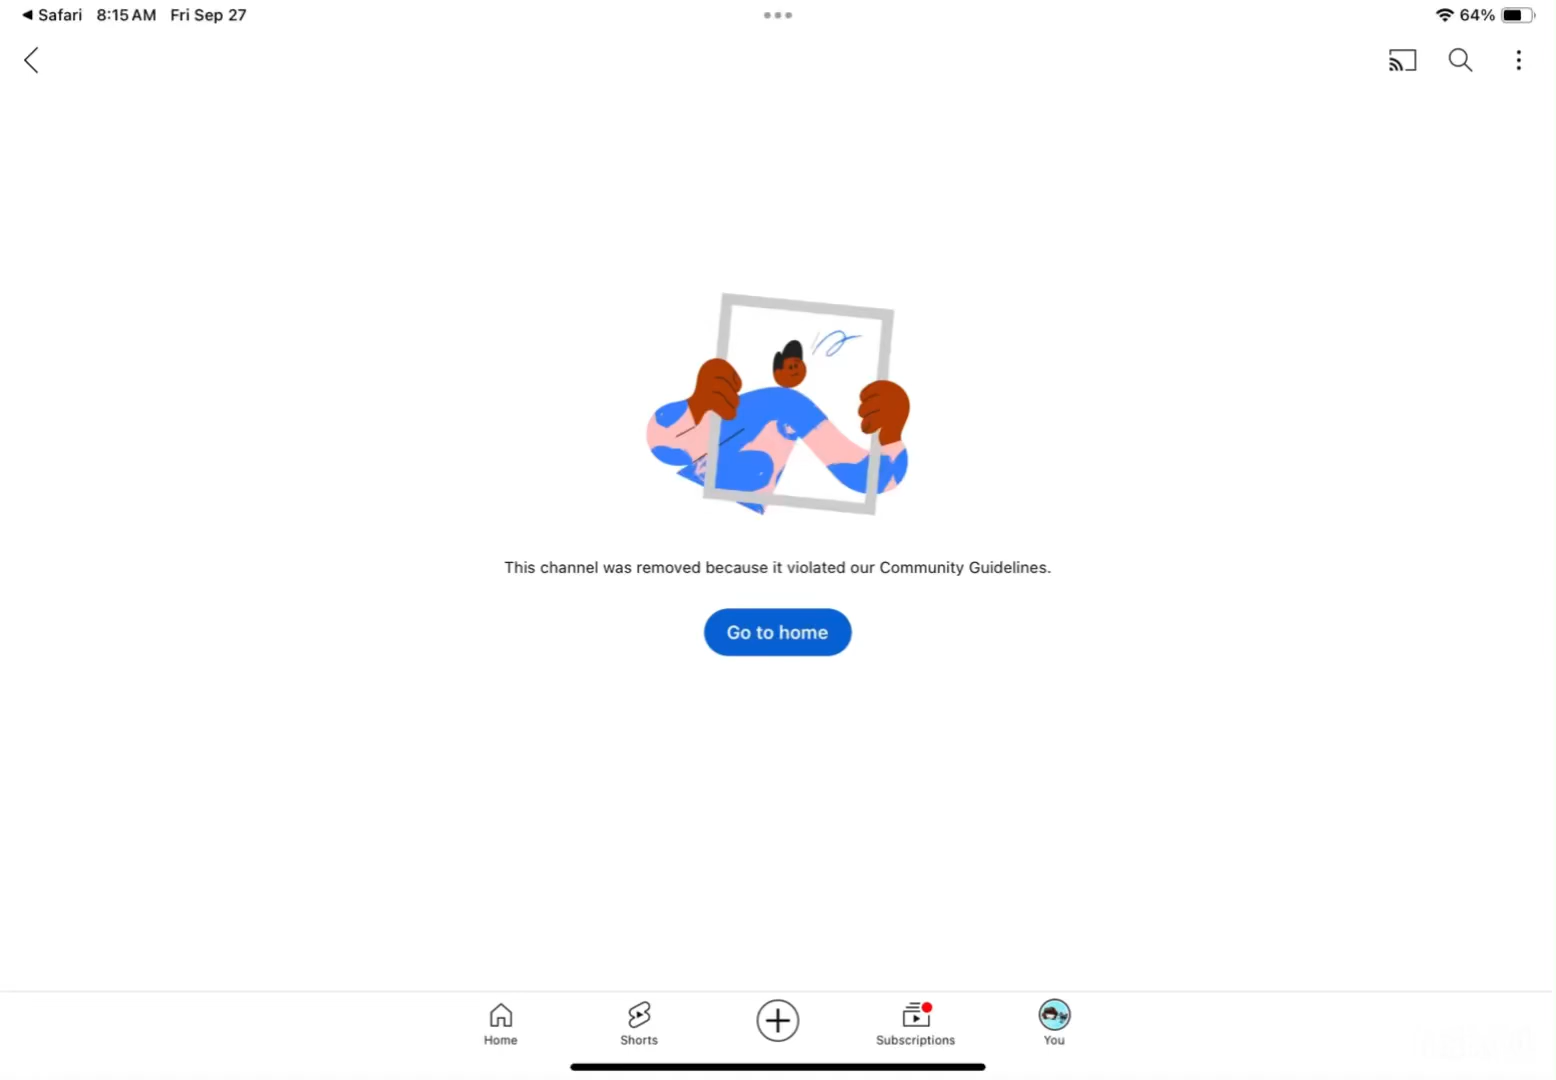 Safari 8:15 AM Fri Sep 27 64%
This channel was removed because it violated our Community Guidelines.
Go to home
Home Shorts Subscriptions You